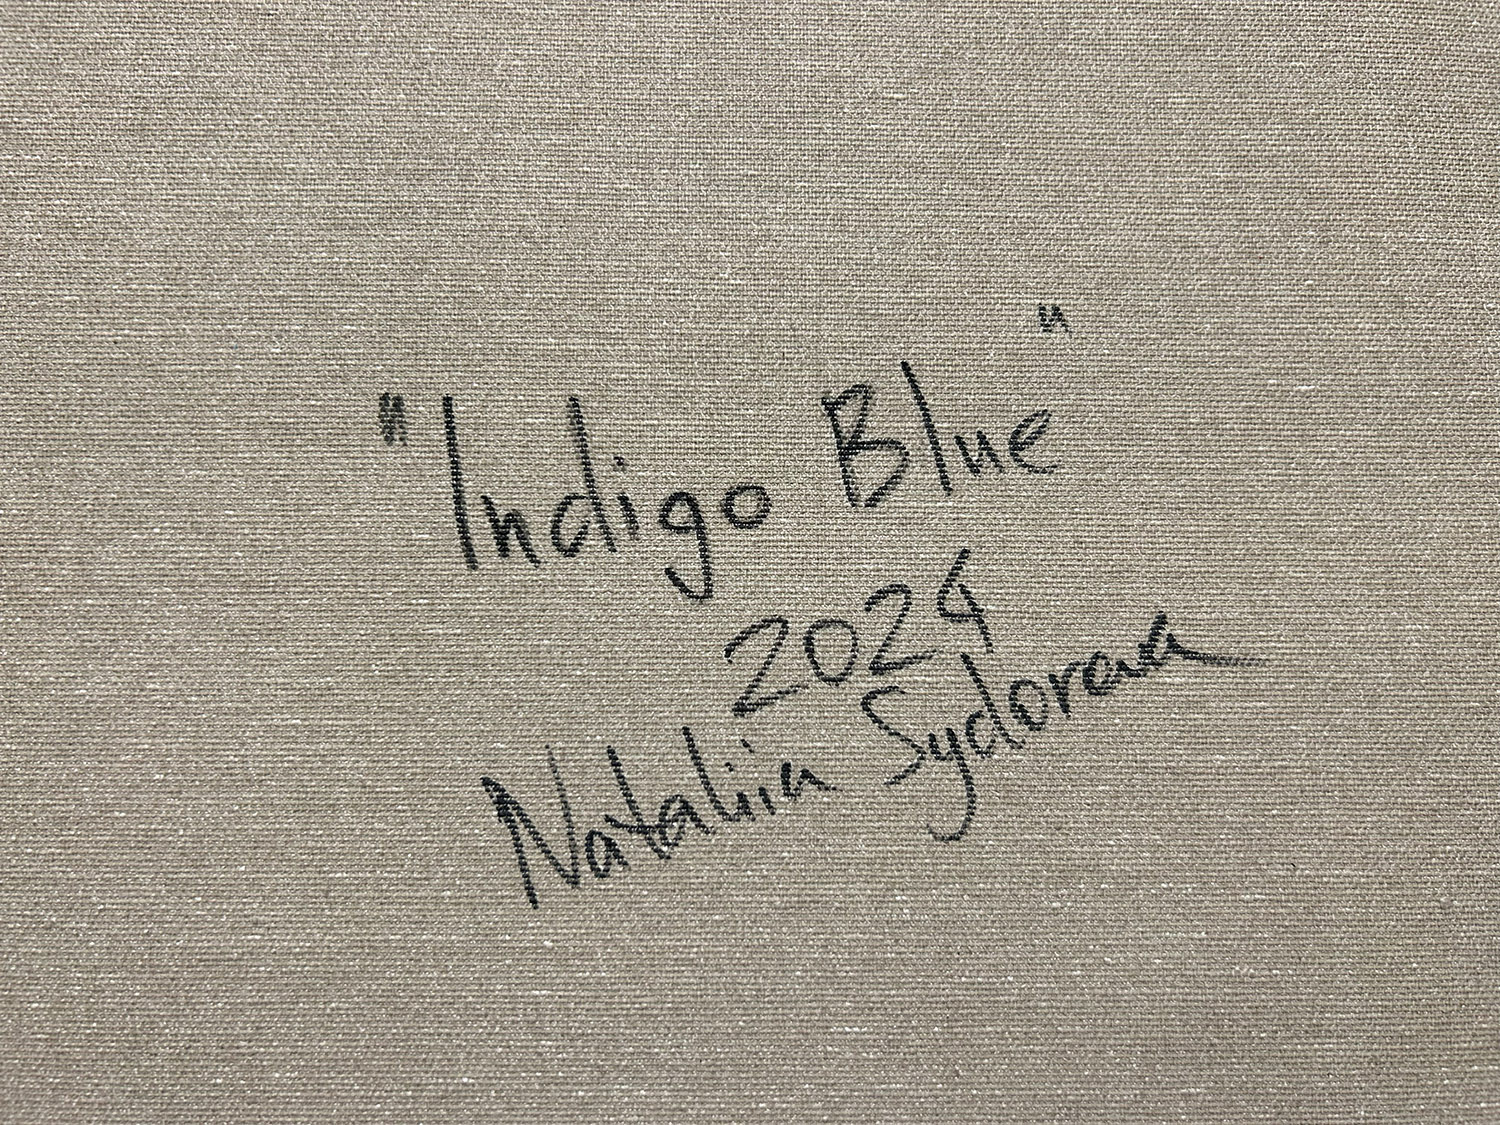 "Indigo Blue"
2024
Nataliia Sydorova